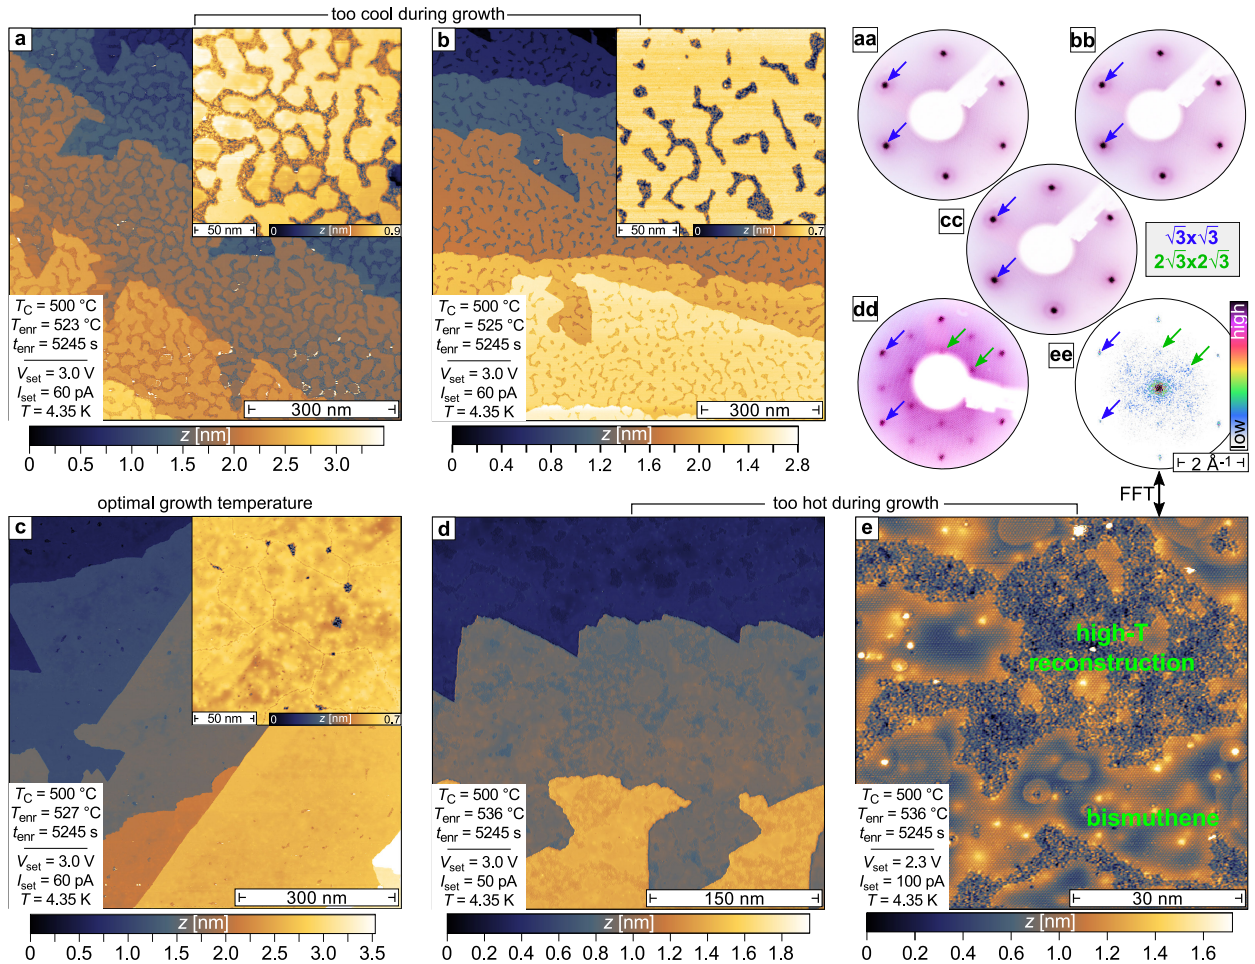 too cool during growth
a
50 nm
0
z [nm]
0.9
T_C = 500 °C
T_enr = 523 °C
t_enr = 5245 s
V_set = 3.0 V
I_set = 60 pA
T = 4.35 K
300 nm
z [nm]
0 0.5 1.0 1.5 2.0 2.5 3.0
b
50 nm
0
z [nm]
0.7
T_C = 500 °C
T_enr = 525 °C
t_enr = 5245 s
V_set = 3.0 V
I_set = 60 pA
T = 4.35 K
300 nm
z [nm]
0 0.4 0.8 1.2 1.6 2.0 2.4 2.8
aa
bb
cc
√3x√3
2√3x2√3
dd
ee
high
low
2 Å⁻¹
FFT
optimal growth temperature
c
50 nm
0
z [nm]
0.7
T_C = 500 °C
T_enr = 527 °C
t_enr = 5245 s
V_set = 3.0 V
I_set = 60 pA
T = 4.35 K
300 nm
z [nm]
0 0.5 1.0 1.5 2.0 2.5 3.0 3.5
too hot during growth
d
T_C = 500 °C
T_enr = 536 °C
t_enr = 5245 s
V_set = 3.0 V
I_set = 50 pA
T = 4.35 K
150 nm
z [nm]
0 0.2 0.4 0.6 0.8 1.0 1.2 1.4 1.6 1.8
e
high-T
reconstruction
bismuthene
T_C = 500 °C
T_enr = 536 °C
t_enr = 5245 s
V_set = 2.3 V
I_set = 100 pA
T = 4.35 K
30 nm
z [nm]
0 0.2 0.4 0.6 0.8 1.0 1.2 1.4 1.6